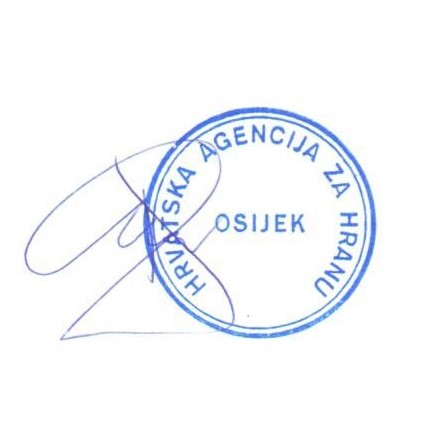 HRVATSKA AGENCIJA ZA HRANU
OSIJEK